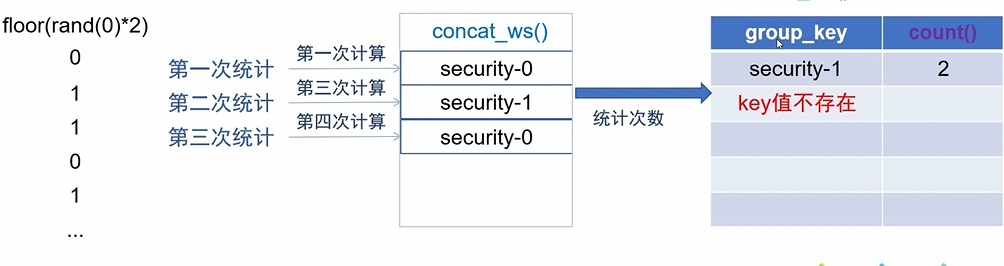 floor(rand(0)*2)
0
1
1
0
1
...
第一次统计
第二次统计
第三次统计
第一次计算
第三次计算
第四次计算
concat_ws()
security-0
security-1
security-0
统计次数
group_key count()
security-1 2
key值不存在